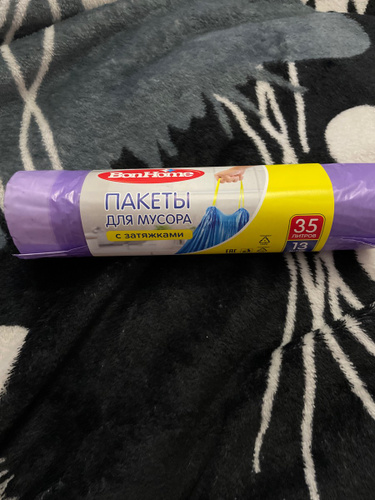 BonHome
ПАКЕТЫ
ДЛЯ МУСОРА
с затяжками
35
ЛИТРОВ
13